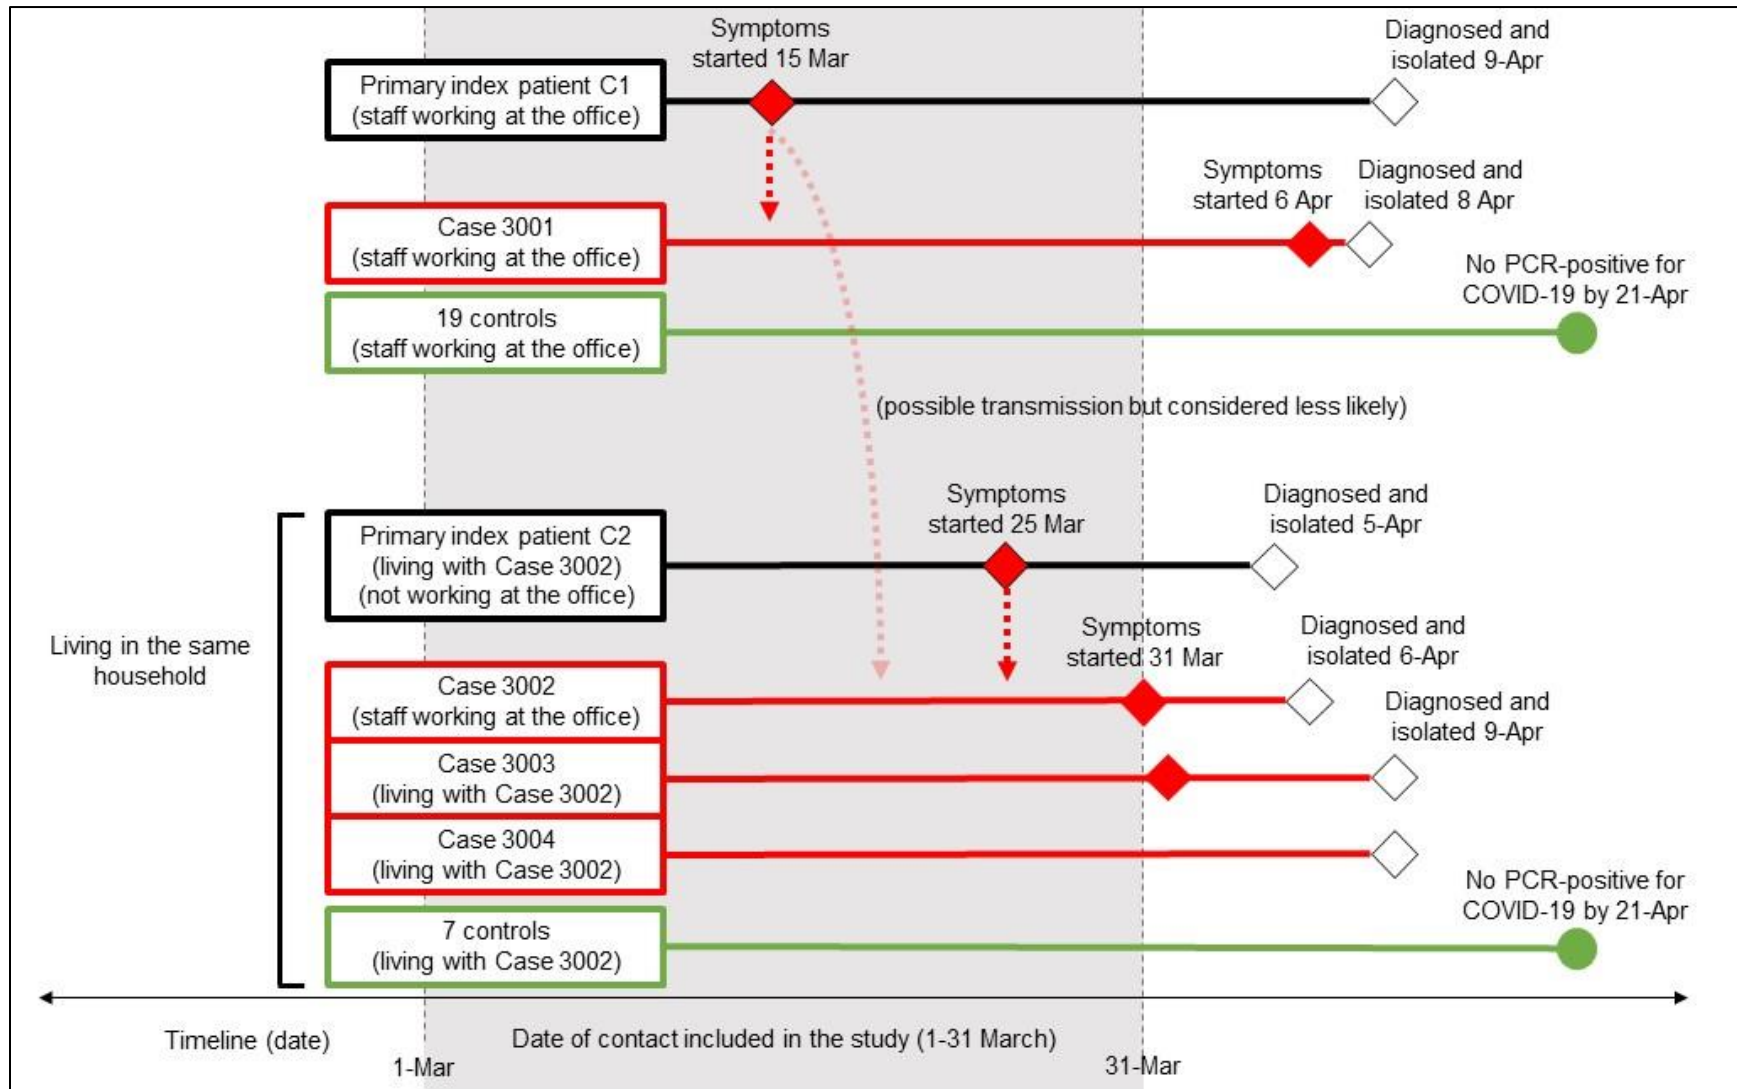 Symptoms
started 15 Mar
Diagnosed and
isolated 9-Apr
Primary index patient C1
(staff working at the office)
Symptoms
started 6 Apr
Diagnosed and
isolated 8 Apr
Case 3001
(staff working at the office)
No PCR-positive for
COVID-19 by 21-Apr
19 controls
(staff working at the office)
(possible transmission but considered less likely)
Symptoms
started 25 Mar
Diagnosed and
isolated 5-Apr
Primary index patient C2
(living with Case 3002)
(not working at the office)
Living in the same
household
Symptoms
started 31 Mar
Diagnosed and
isolated 6-Apr
Case 3002
(staff working at the office)
Diagnosed and
isolated 9-Apr
Case 3003
(living with Case 3002)
Case 3004
(living with Case 3002)
No PCR-positive for
COVID-19 by 21-Apr
7 controls
(living with Case 3002)
Timeline (date)
Date of contact included in the study (1-31 March)
1-Mar
31-Mar